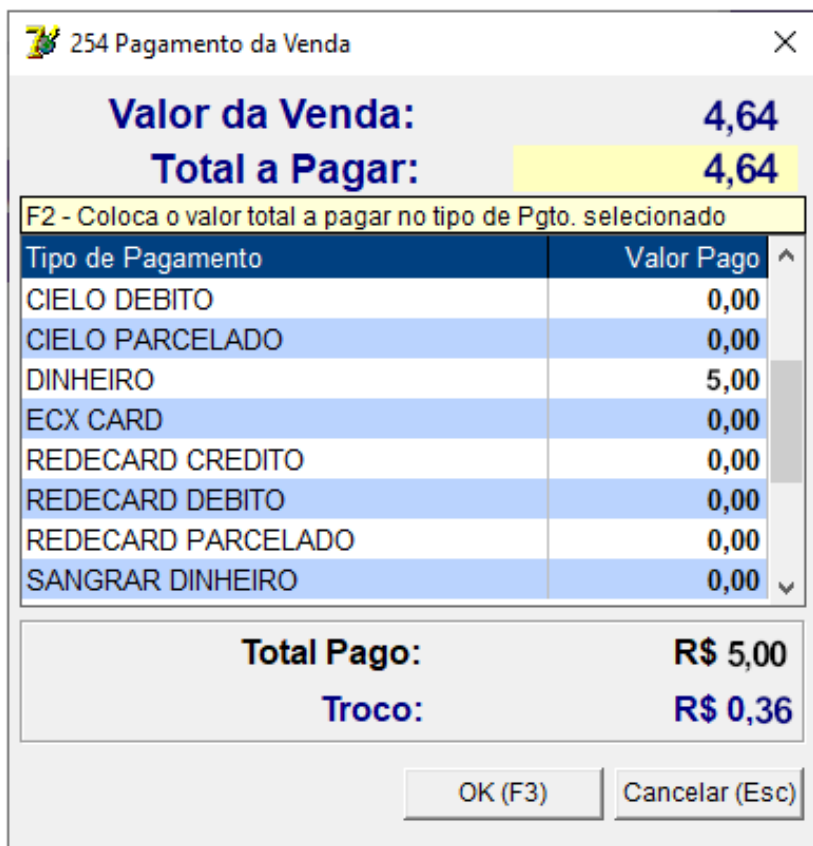 254 Pagamento da Venda
Valor da Venda: 4,64
Total a Pagar: 4,64
F2 - Coloca o valor total a pagar no tipo de Pgto. selecionado
Tipo de Pagamento Valor Pago
CIELO DEBITO 0,00
CIELO PARCELADO 0,00
DINHEIRO 5,00
ECX CARD 0,00
REDECARD CREDITO 0,00
REDECARD DEBITO 0,00
REDECARD PARCELADO 0,00
SANGRAR DINHEIRO 0,00
Total Pago: R$ 5,00
Troco: R$ 0,36
OK (F3) Cancelar (Esc)